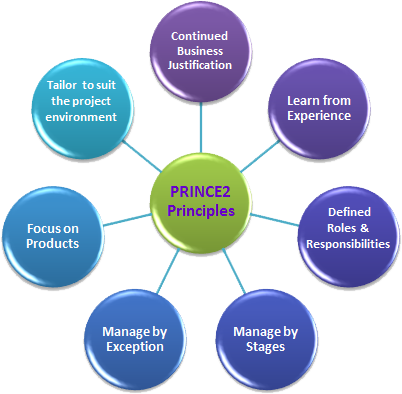 Continued
Business
Justification
Learn from
Experience
Defined
Roles &
Responsibilities
Manage by
Stages
Manage by
Exception
Focus on
Products
Tailor to suit
the project
environment
PRINCE2
Principles